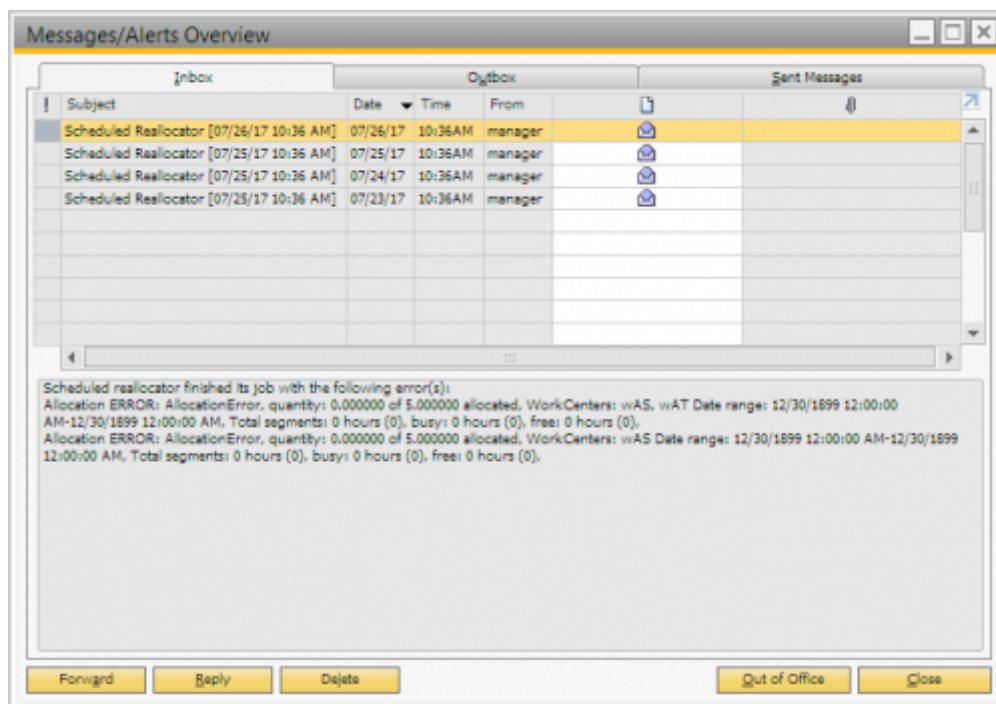 Messages/Alerts Overview
Inbox Outbox Sent Messages
! Subject Date Time From
Scheduled Reallocator [07/26/17 10:36 AM] 07/26/17 10:36AM manager
Scheduled Reallocator [07/25/17 10:36 AM] 07/25/17 10:36AM manager
Scheduled Reallocator [07/25/17 10:36 AM] 07/24/17 10:36AM manager
Scheduled Reallocator [07/25/17 10:36 AM] 07/23/17 10:36AM manager
Scheduled reallocator finished its job with the following error(s):
Allocation ERROR: AllocationError, quantity: 0.000000 of 5.000000 allocated, WorkCenters: wAS, wAT Date range: 12/30/1899 12:00:00
AM-12/30/1899 12:00:00 AM, Total segments: 0 hours (0), busy: 0 hours (0), free: 0 hours (0),
Allocation ERROR: AllocationError, quantity: 0.000000 of 5.000000 allocated, WorkCenters: wAS Date range: 12/30/1899 12:00:00 AM-12/30/1899
12:00:00 AM, Total segments: 0 hours (0), busy: 0 hours (0), free: 0 hours (0),
Forward Reply Delete Out of Office Close